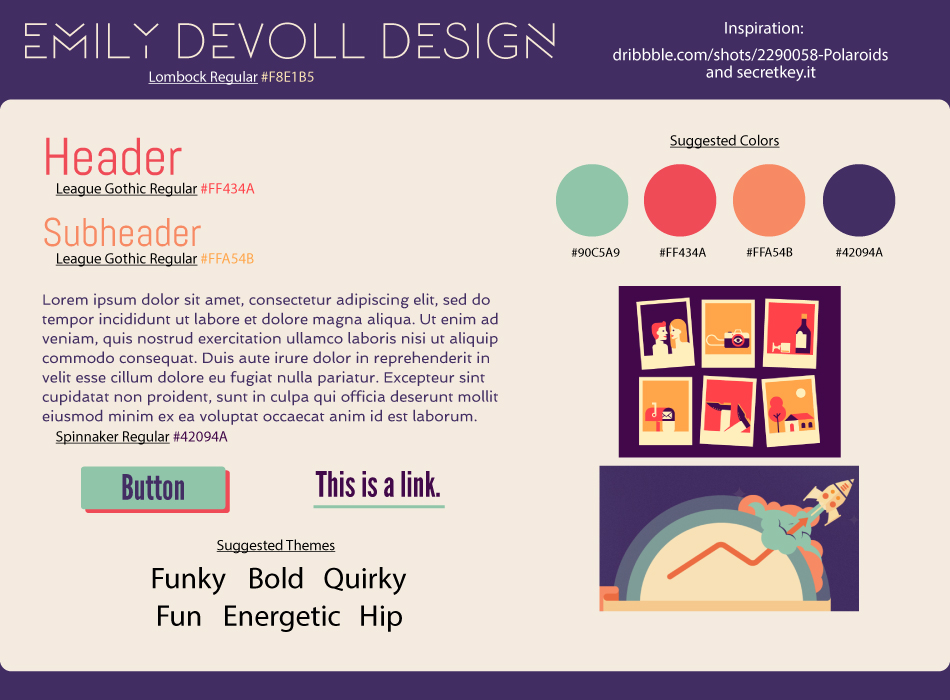 EMILY DEVOLL DESIGN
Lombock Regular #F8E1B5
Inspiration:
dribbble.com/shots/2290058-Polaroids
and secretkey.it
Header
League Gothic Regular #FF434A
Subheader
League Gothic Regular #FFA54B
Lorem ipsum dolor sit amet, consectetur adipiscing elit, sed do
tempor incididunt ut labore et dolore magna aliqua. Ut enim ad
veniam, quis nostrud exercitation ullamco laboris nisi ut aliquip
commodo consequat. Duis aute irure dolor in reprehenderit in
velit esse cillum dolore eu fugiat nulla pariatur. Excepteur sint
cupidatat non proident, sunt in culpa qui officia deserunt mollit
eiusmod minim ex ea voluptat occaecat anim id est laborum.
Spinnaker Regular #42094A
Button
This is a link.
Suggested Themes
Funky Bold Quirky
Fun Energetic Hip
Suggested Colors
#90C5A9 #FF434A #FFA54B #42094A